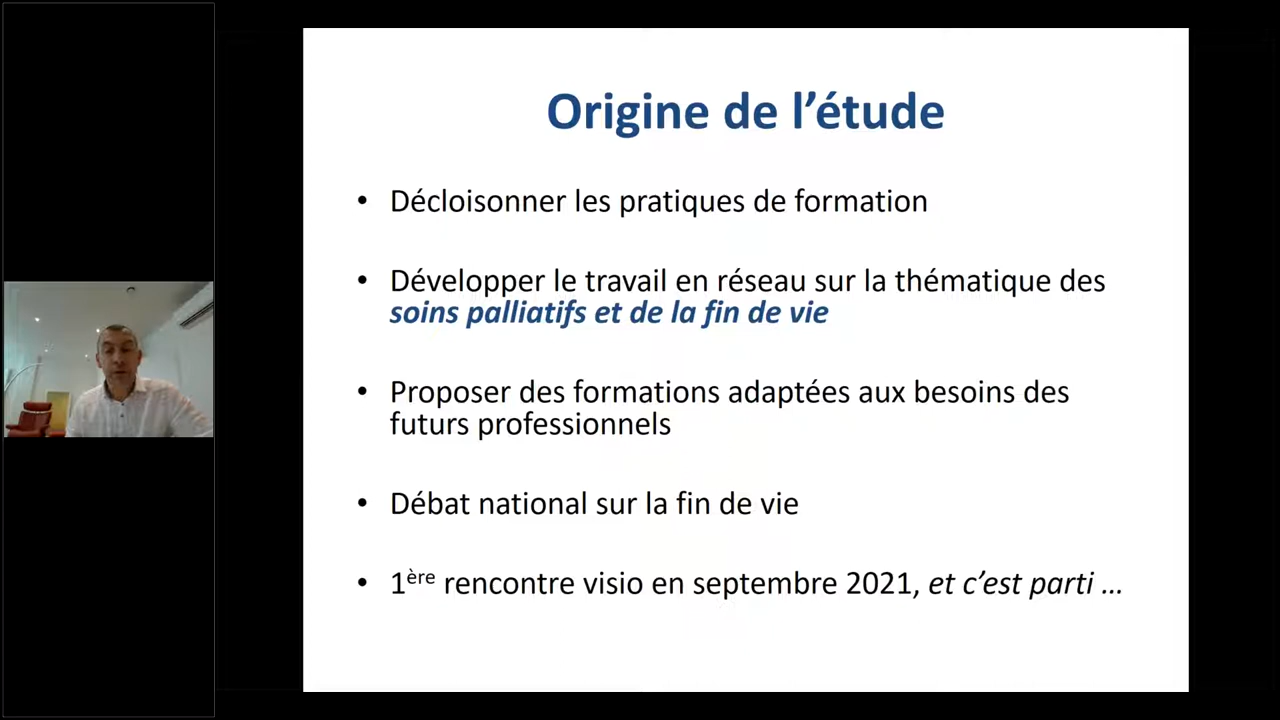 Origine de l’étude
• Décloisonner les pratiques de formation
• Développer le travail en réseau sur la thématique des
soins palliatifs et de la fin de vie
• Proposer des formations adaptées aux besoins des
futurs professionnels
• Débat national sur la fin de vie
• 1ère rencontre visio en septembre 2021, et c’est parti ...